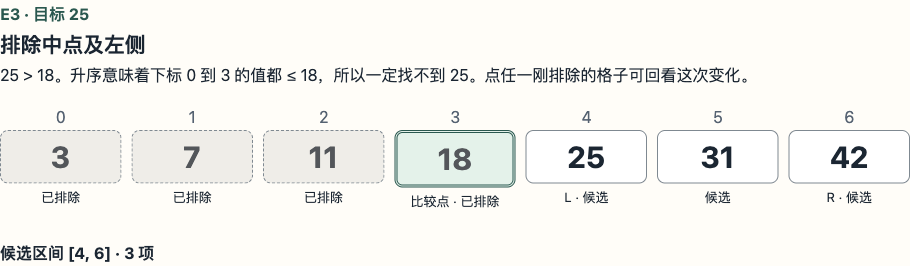 E3 · 目标 25
排除中点及左侧
25 > 18。升序意味着下标 0 到 3 的值都 ≤ 18，所以一定找不到 25。点任一刚排除的格子可回看这次变化。
0 1 2 3 4 5 6
3 7 11 18 25 31 42
已排除 已排除 已排除 比较点 · 已排除 L · 候选 候选 R · 候选
候选区间 [4, 6] · 3 项